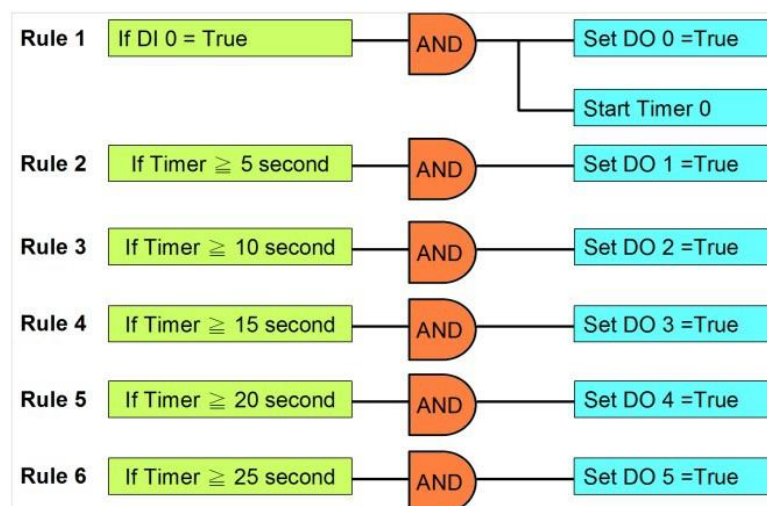 Rule 1 If DI 0 = True AND Set DO 0 =True
Start Timer 0
Rule 2 If Timer ≧ 5 second AND Set DO 1 =True
Rule 3 If Timer ≧ 10 second AND Set DO 2 =True
Rule 4 If Timer ≧ 15 second AND Set DO 3 =True
Rule 5 If Timer ≧ 20 second AND Set DO 4 =True
Rule 6 If Timer ≧ 25 second AND Set DO 5 =True